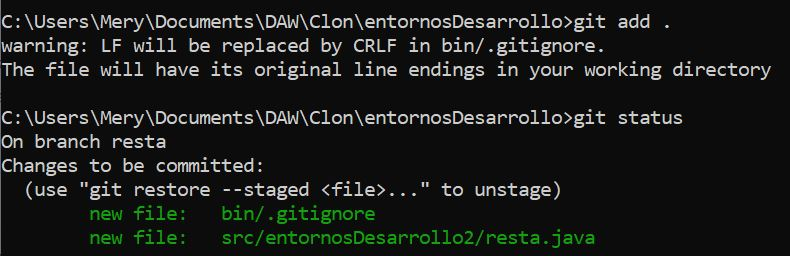 C:\Users\Mery\Documents\DAW\Clon\entornosDesarrollo>git add .
warning: LF will be replaced by CRLF in bin/.gitignore.
The file will have its original line endings in your working directory
C:\Users\Mery\Documents\DAW\Clon\entornosDesarrollo>git status
On branch resta
Changes to be committed:
  (use "git restore --staged <file>..." to unstage)
        new file:   bin/.gitignore
        new file:   src/entornosDesarrollo2/resta.java